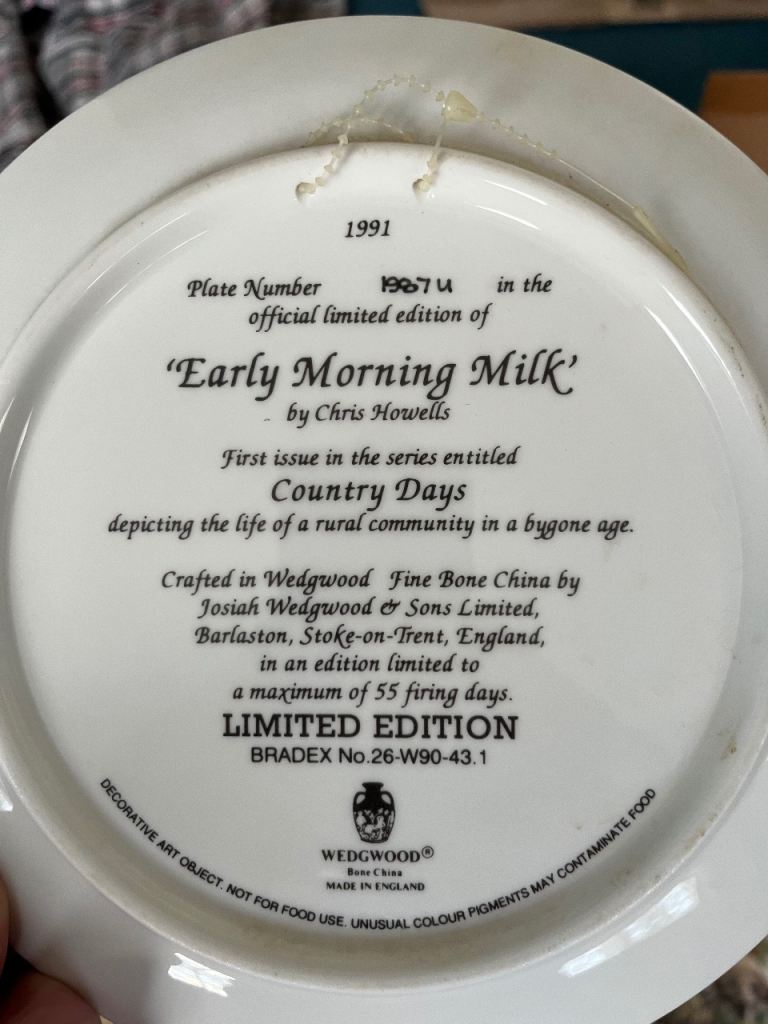 1991
Plate Number 1987U in the
official limited edition of
'Early Morning Milk'
by Chris Howells
First issue in the series entitled
Country Days
depicting the life of a rural community in a bygone age.
Crafted in Wedgwood Fine Bone China by
Josiah Wedgwood & Sons Limited,
Barlaston, Stoke-on-Trent, England,
in an edition limited to
a maximum of 55 firing days.
LIMITED EDITION
BRADEX No.26-W90-43.1
WEDGWOOD®
Bone China
MADE IN ENGLAND
DECORATIVE ART OBJECT. NOT FOR FOOD USE. UNUSUAL COLOUR PIGMENTS MAY CONTAMINATE FOOD